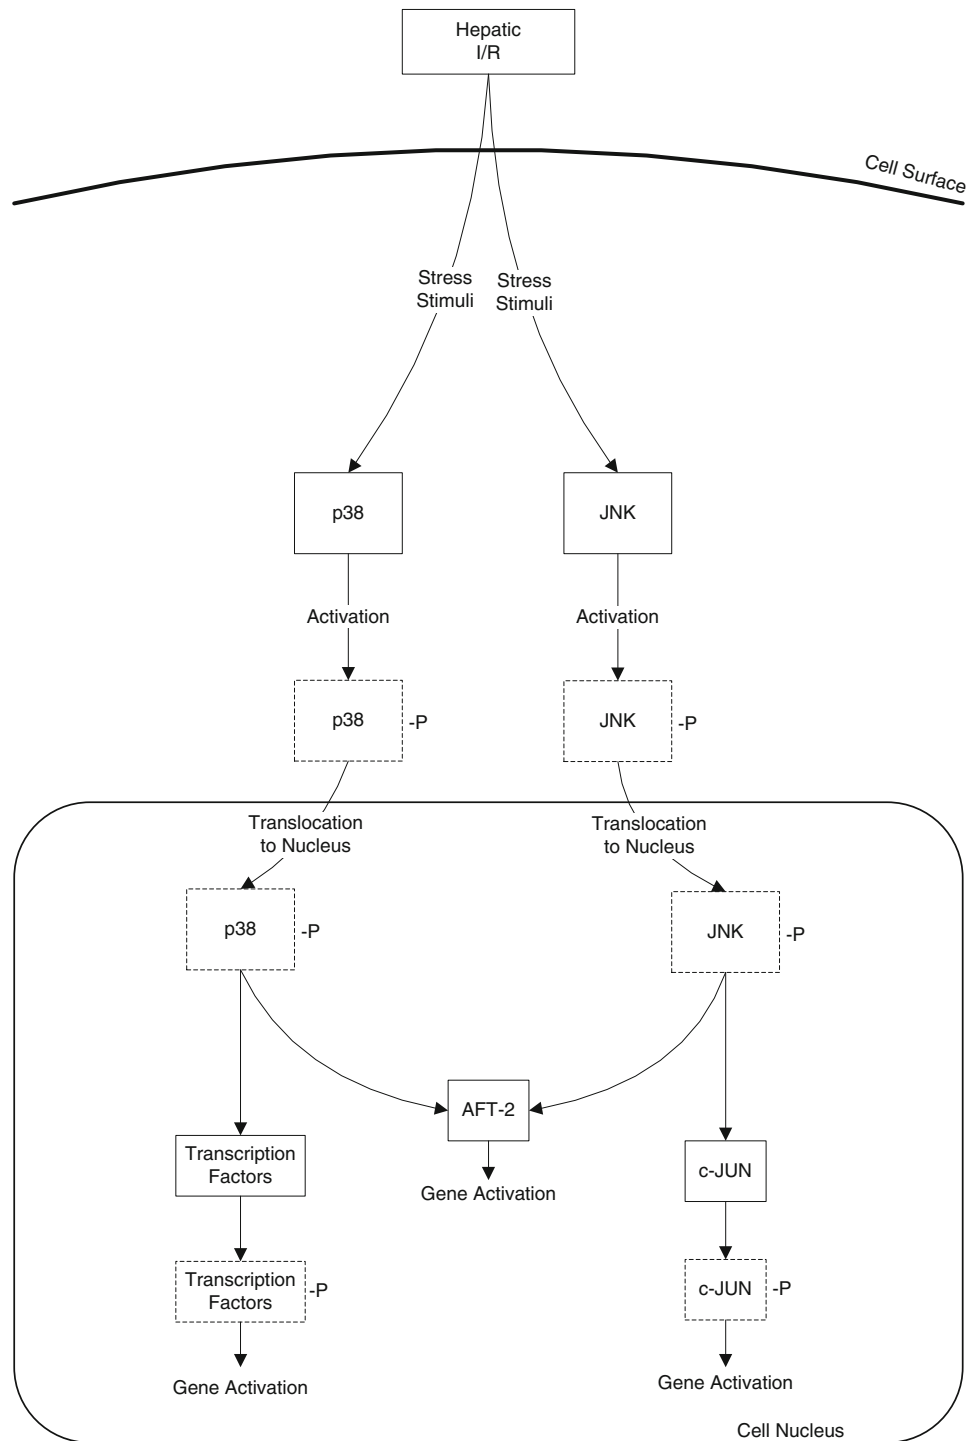 Hepatic
I/R
Cell Surface
Stress
Stimuli
Stress
Stimuli
p38
JNK
Activation
Activation
p38
-P
JNK
-P
Translocation
to Nucleus
Translocation
to Nucleus
p38
-P
JNK
-P
AFT-2
Gene Activation
Transcription
Factors
c-JUN
Transcription
Factors
-P
c-JUN
-P
Gene Activation
Gene Activation
Cell Nucleus